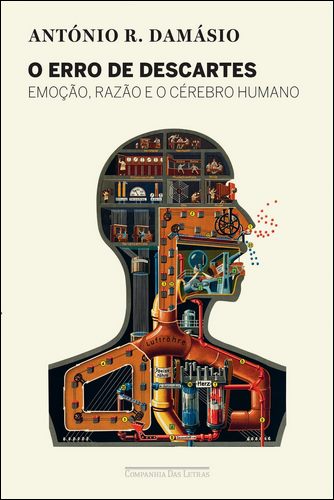 ANTÓNIO R. DAMÁSIO
O ERRO DE DESCARTES
EMOÇÃO, RAZÃO E O CÉREBRO HUMANO
Luftröhre
Herz
COMPANHIA DAS LETRAS